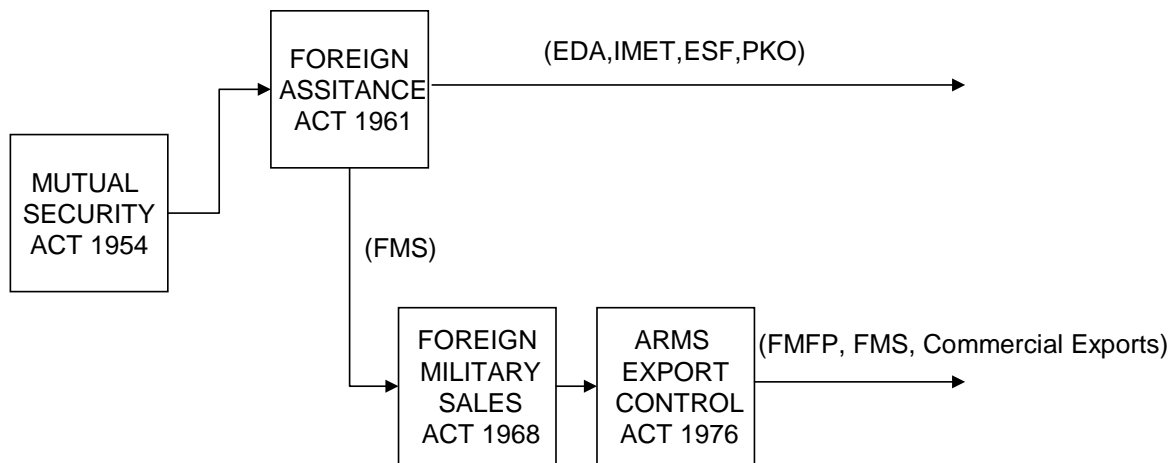 MUTUAL
SECURITY
ACT 1954
FOREIGN
ASSITANCE
ACT 1961
(EDA,IMET,ESF,PKO)
(FMS)
FOREIGN
MILITARY
SALES
ACT 1968
ARMS
EXPORT
CONTROL
ACT 1976
(FMFP, FMS, Commercial Exports)